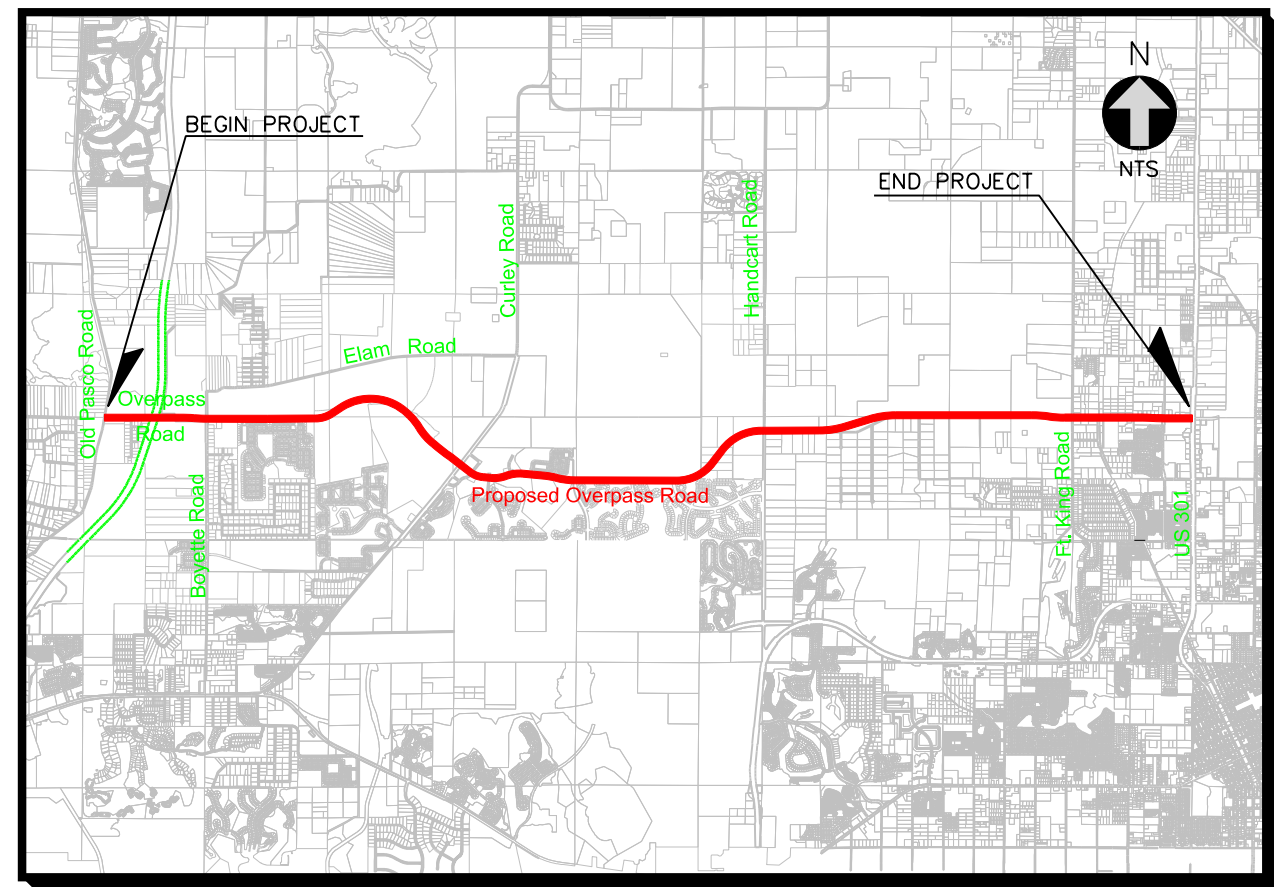 N
NTS
BEGIN PROJECT
END PROJECT
Old Pasco Road
Overpass
Road
Boyette Road
Elam Road
Curley Road
Handcart Road
Proposed Overpass Road
Ft. King Road
US 301